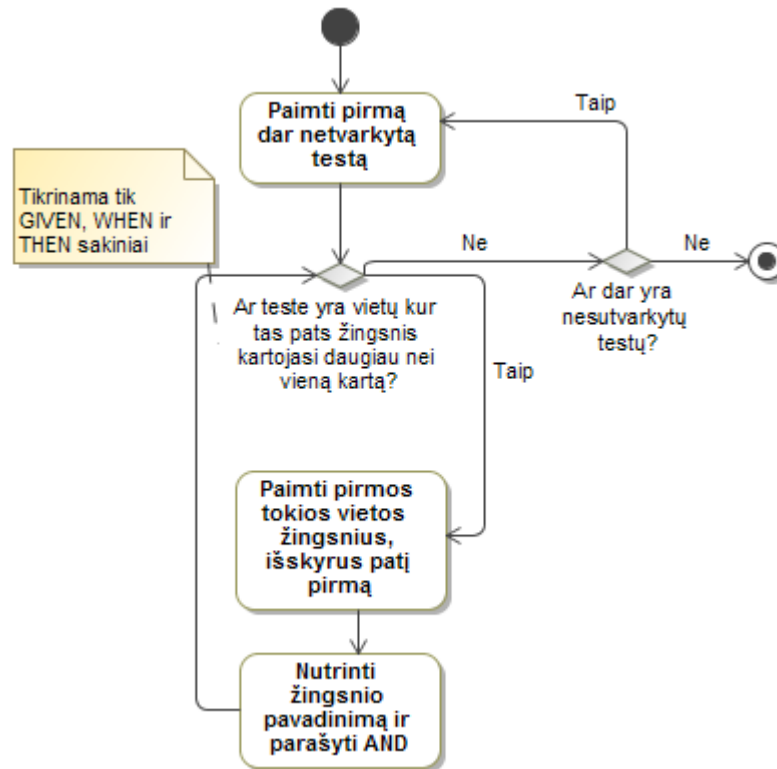 Paimti pirmą
dar netvarkytą
testą
Taip
Tikrinama tik
GIVEN, WHEN ir
THEN sakiniai
Ne
Ne
Ar teste yra vietų kur
tas pats žingsnis
kartojasi daugiau nei
vieną kartą?
Ar dar yra
nesutvarkytų
testų?
Taip
Paimti pirmos
tokios vietos
žingsnius,
išskyrus patį
pirmą
Nutrinti
žingsnio
pavadinimą ir
parašyti AND